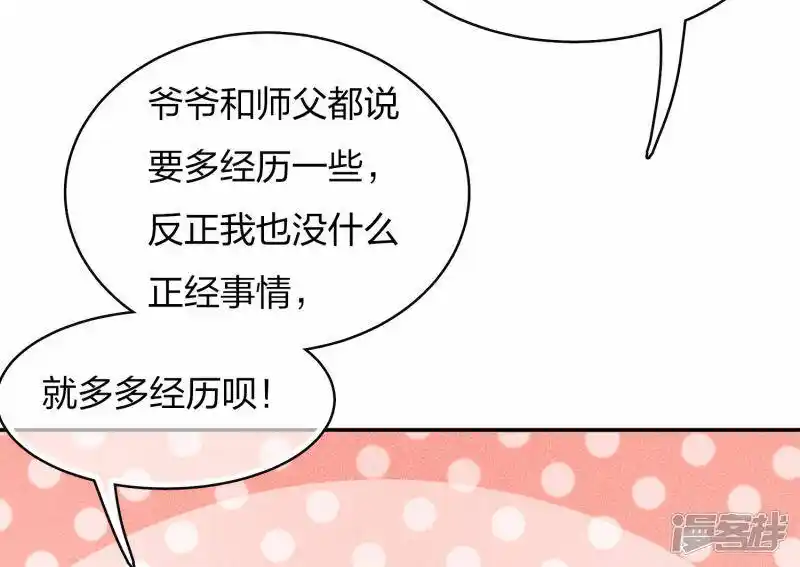 爷爷和师父都说
要多经历一些，
反正我也没什么
正经事情，
就多多经历呗！
漫客栈